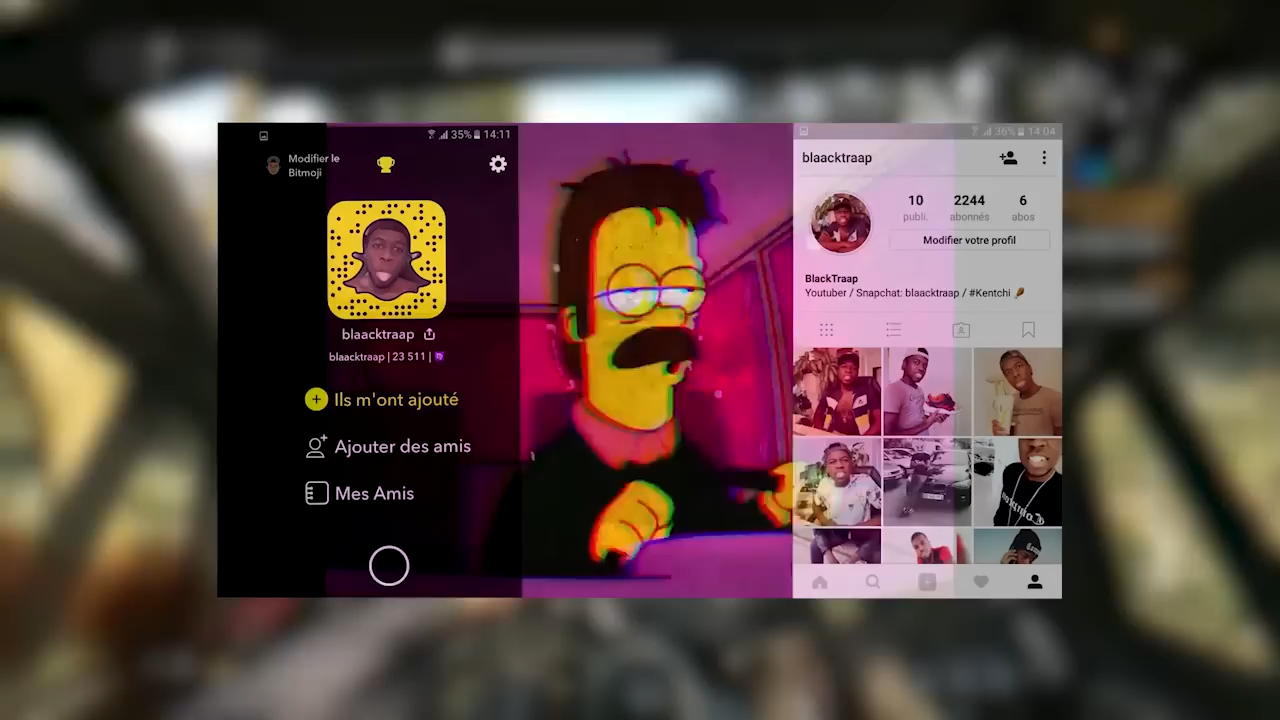 35% 14:11
Modifier le
Bitmoji
blaacktraap
blaacktraap | 23 511 |
Ils m'ont ajouté
Ajouter des amis
Mes Amis
36% 14:04
blaacktraap
10 2244 6
publi. abonnés abos
Modifier votre profil
BlackTraap
Youtuber / Snapchat: blaacktraap / #Kentchi